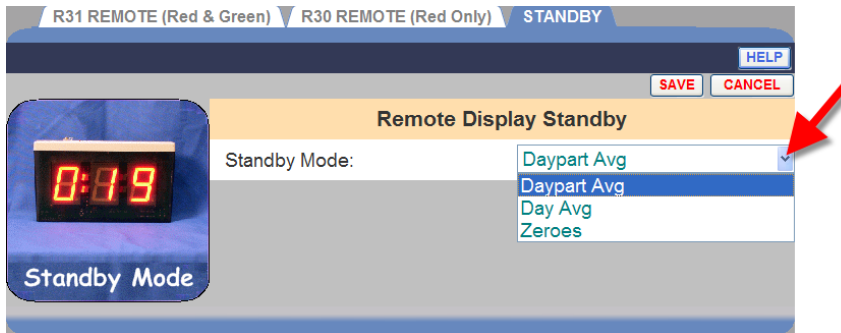 R31 REMOTE (Red & Green) R30 REMOTE (Red Only) STANDBY
HELP
SAVE CANCEL
Remote Display Standby
Standby Mode: Daypart Avg
Daypart Avg
Day Avg
Zeroes
0:19
Standby Mode